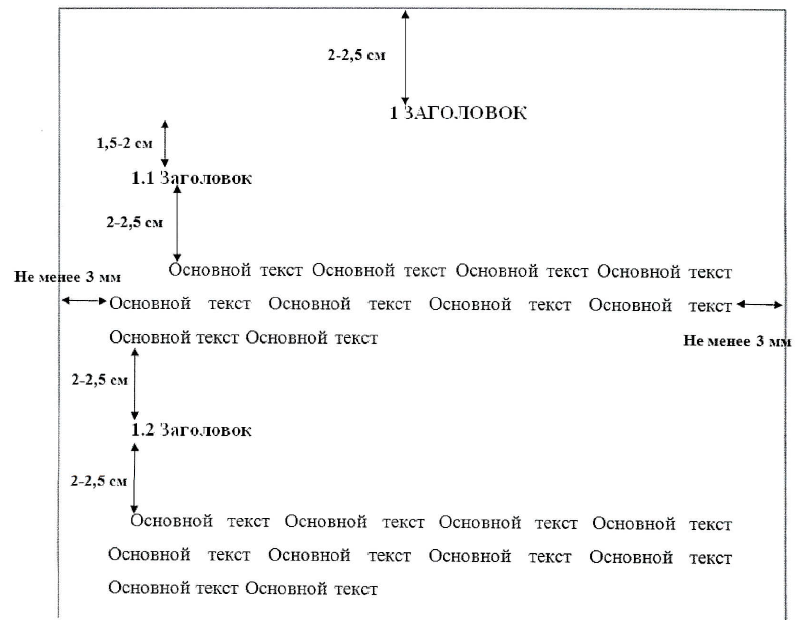 2-2,5 см
1 ЗАГОЛОВОК
1,5-2 см
1.1 Заголовок
2-2,5 см
Основной текст Основной текст Основной текст Основной текст
Не менее 3 мм
Основной текст Основной текст Основной текст Основной текст
Основной текст Основной текст
Не менее 3 мм
2-2,5 см
1.2 Заголовок
2-2,5 см
Основной текст Основной текст Основной текст Основной текст
Основной текст Основной текст Основной текст Основной текст
Основной текст Основной текст